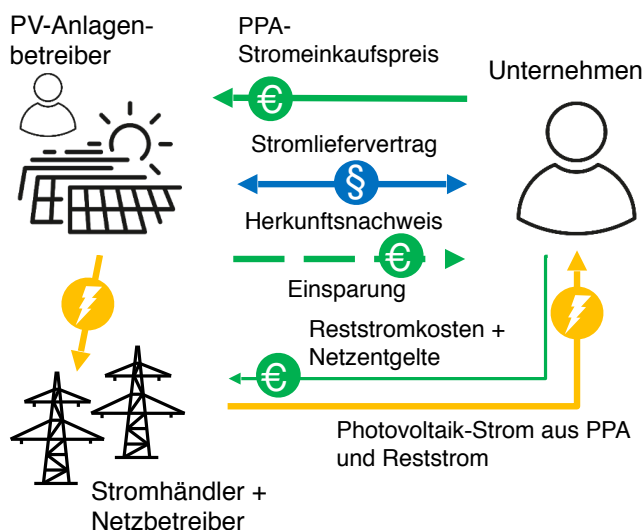 PV-Anlagen-
betreiber
PPA-
Stromeinkaufspreis
Unternehmen
€
Stromliefervertrag
§
Herkunftsnachweis
€
Einsparung
Reststromkosten +
Netzentgelte
€
Photovoltaik-Strom aus PPA
und Reststrom
Stromhändler +
Netzbetreiber